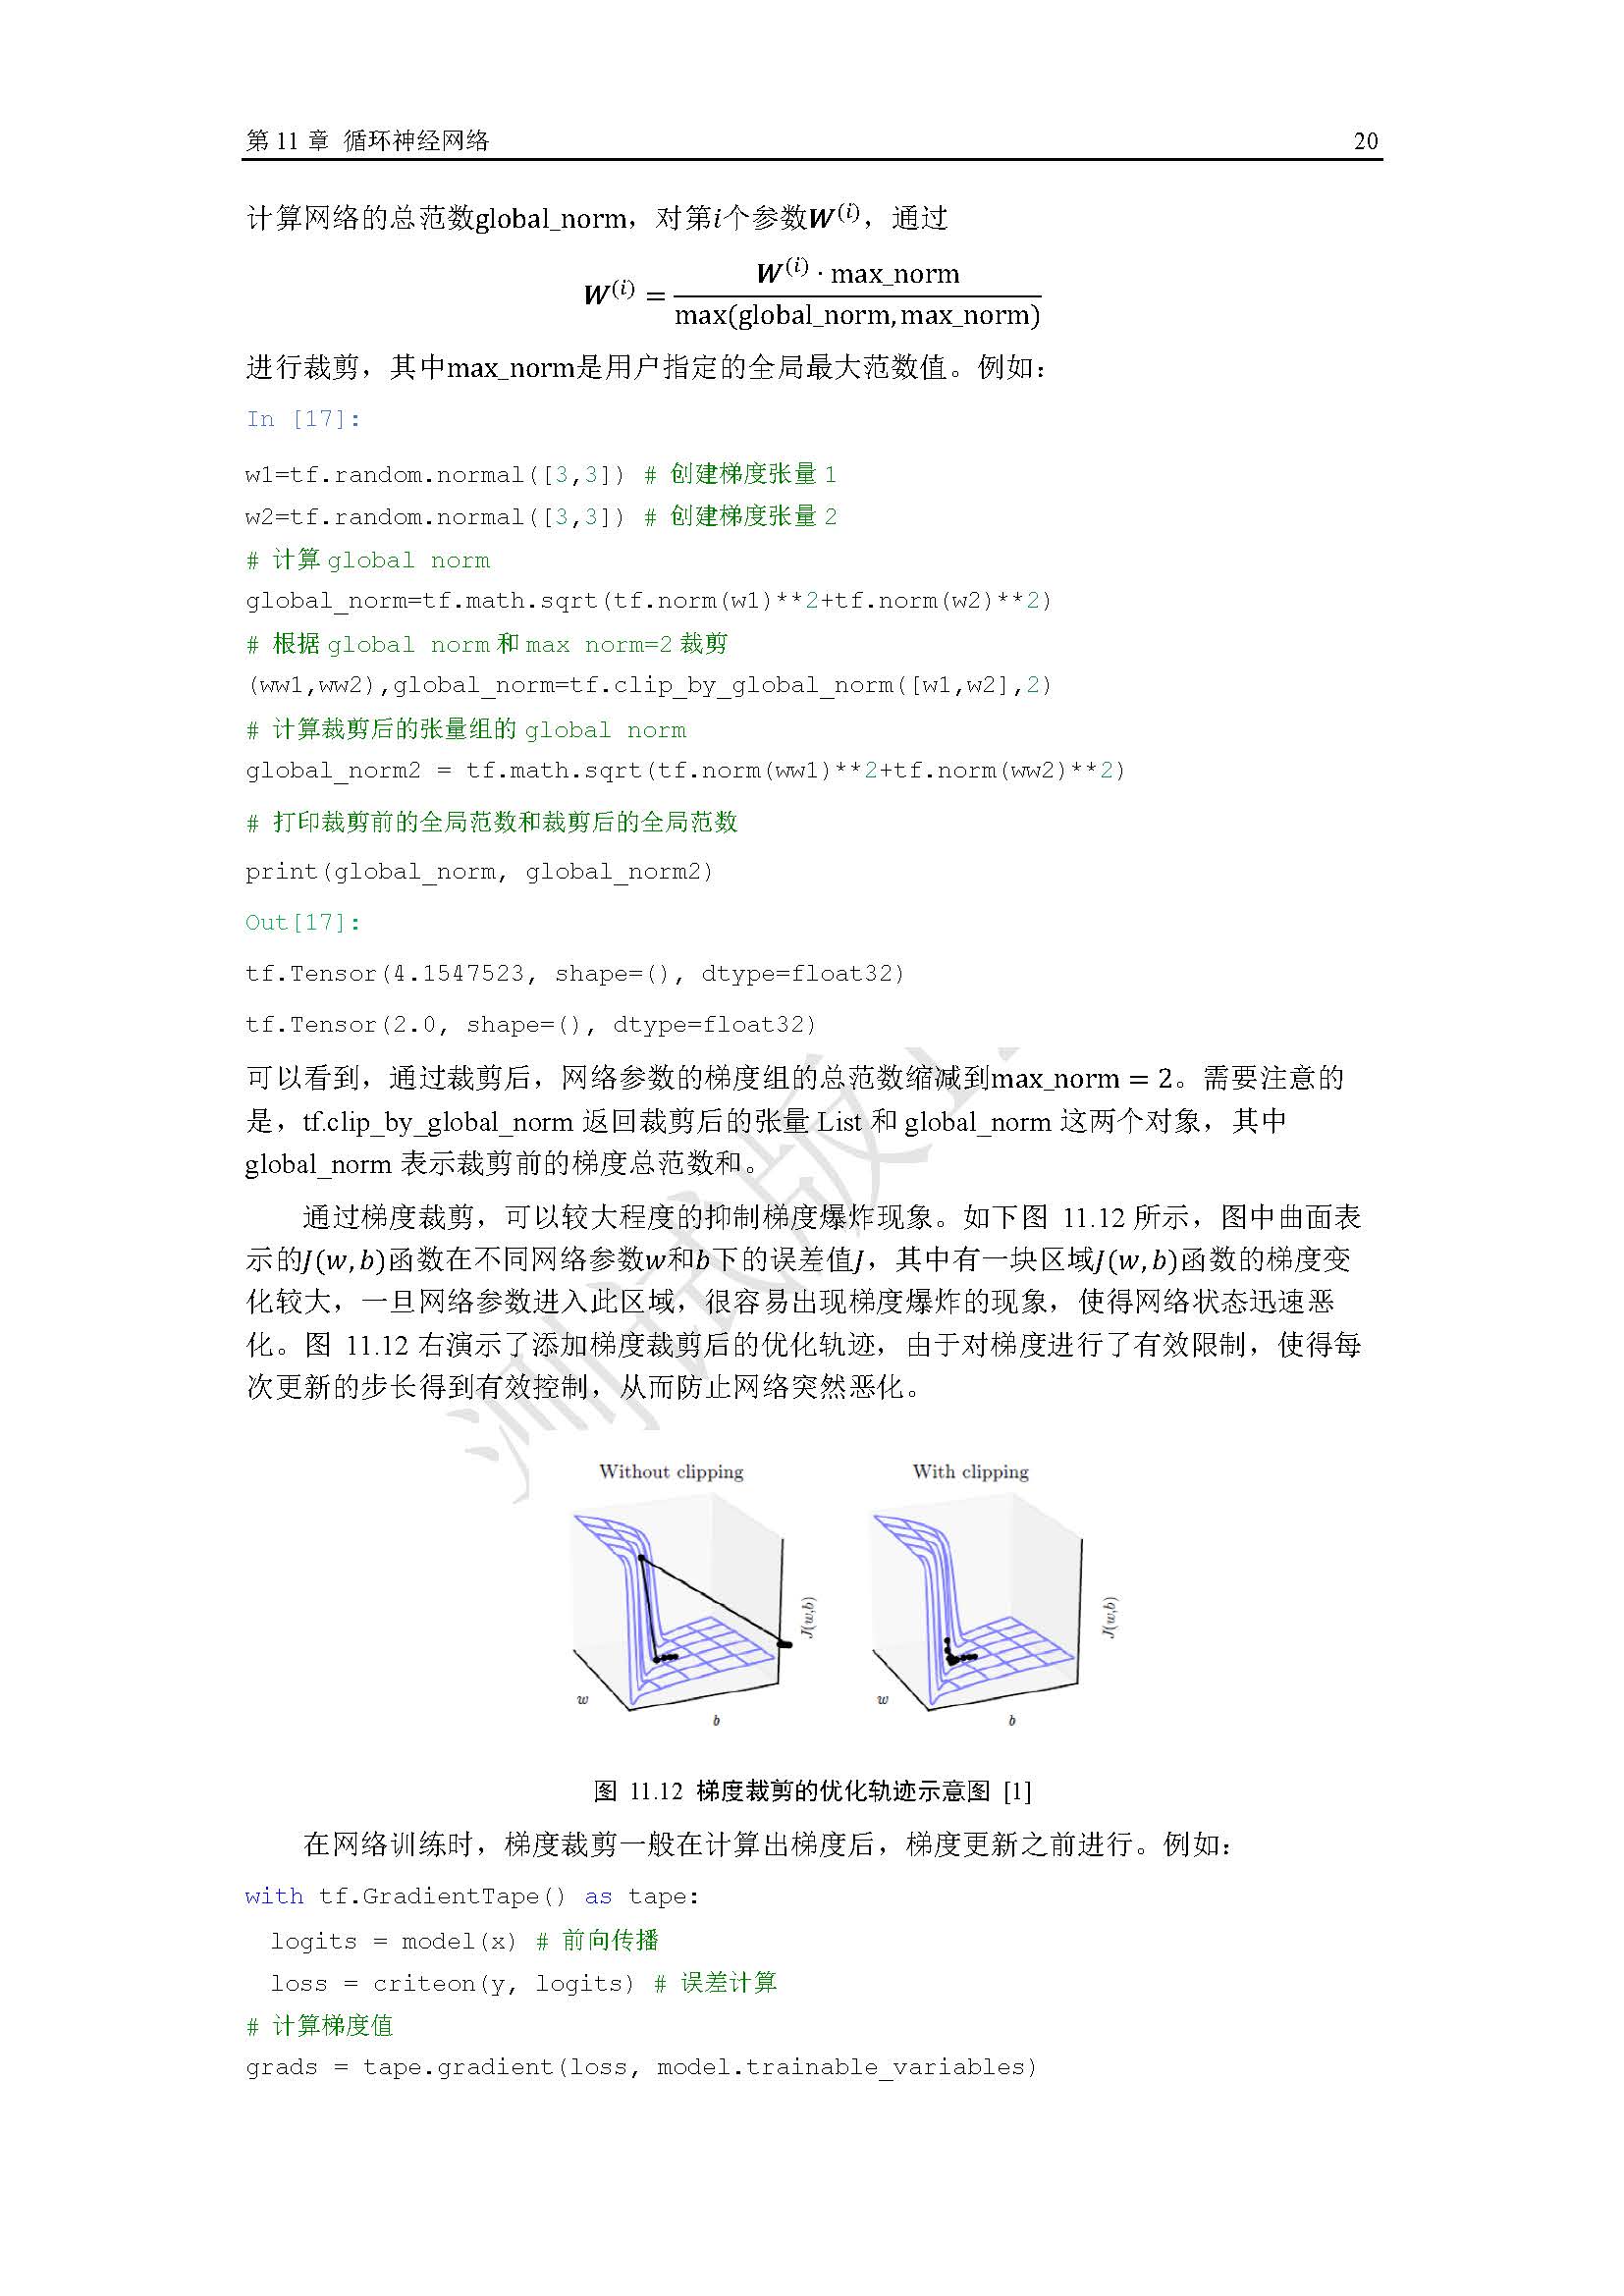 第 11 章 循环神经网络 20
计算网络的总范数global_norm，对第i个参数W^(i)，通过
W^(i) = W^(i) · max_norm / max(global_norm, max_norm)
进行裁剪，其中max_norm是用户指定的全局最大范数值。例如：
In [17]:
w1=tf.random.normal([3,3]) # 创建梯度张量 1
w2=tf.random.normal([3,3]) # 创建梯度张量 2
# 计算 global norm
global_norm=tf.math.sqrt(tf.norm(w1)**2+tf.norm(w2)**2)
# 根据 global norm 和 max norm=2 裁剪
(ww1,ww2),global_norm=tf.clip_by_global_norm([w1,w2],2)
# 计算裁剪后的张量组的 global norm
global_norm2 = tf.math.sqrt(tf.norm(ww1)**2+tf.norm(ww2)**2)
# 打印裁剪前的全局范数和裁剪后的全局范数
print(global_norm, global_norm2)
Out[17]:
tf.Tensor(4.1547523, shape=(), dtype=float32)
tf.Tensor(2.0, shape=(), dtype=float32)
可以看到，通过裁剪后，网络参数的梯度组的总范数缩减到max_norm = 2。需要注意的
是，tf.clip_by_global_norm 返回裁剪后的张量 List 和 global_norm 这两个对象，其中
global_norm 表示裁剪前的梯度总范数和。
通过梯度裁剪，可以较大程度的抑制梯度爆炸现象。如下图 11.12 所示，图中曲面表
示的J(w, b)函数在不同网络参数w和b下的误差值J，其中有一块区域J(w, b)函数的梯度变
化较大，一旦网络参数进入此区域，很容易出现梯度爆炸的现象，使得网络状态迅速恶
化。图 11.12 右演示了添加梯度裁剪后的优化轨迹，由于对梯度进行了有效限制，使得每
次更新的步长得到有效控制，从而防止网络突然恶化。
Without clipping With clipping
J(w,b) J(w,b)
w w
b b
图 11.12 梯度裁剪的优化轨迹示意图 [1]
在网络训练时，梯度裁剪一般在计算出梯度后，梯度更新之前进行。例如：
with tf.GradientTape() as tape:
logits = model(x) # 前向传播
loss = criteon(y, logits) # 误差计算
# 计算梯度值
grads = tape.gradient(loss, model.trainable_variables)
测试版